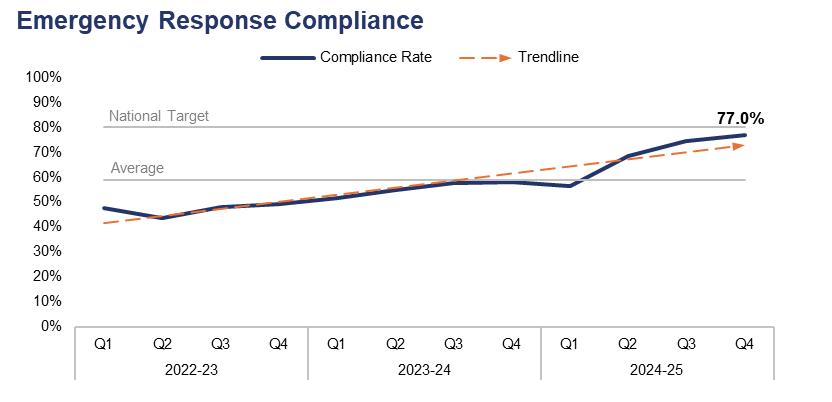 Emergency Response Compliance
Compliance Rate Trendline
100%
90%
National Target
77.0%
80%
70%
Average
60%
50%
40%
30%
20%
10%
0%
Q1 Q2 Q3 Q4 Q1 Q2 Q3 Q4 Q1 Q2 Q3 Q4
2022-23 2023-24 2024-25